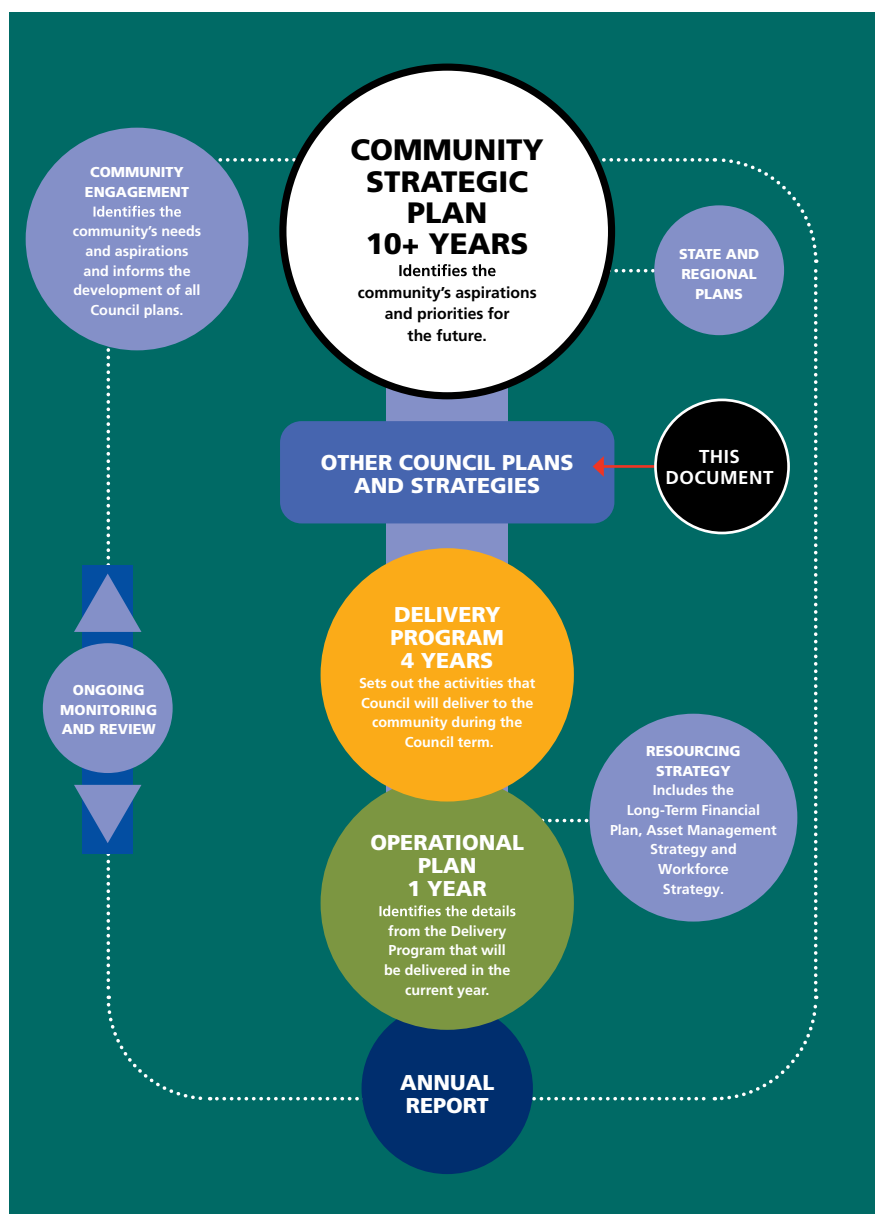 COMMUNITY
STRATEGIC
PLAN
10+ YEARS
Identifies the
community’s aspirations
and priorities for
the future.
COMMUNITY
ENGAGEMENT
Identifies the
community’s needs
and aspirations
and informs the
development of all
Council plans.
STATE AND
REGIONAL
PLANS
OTHER COUNCIL PLANS
AND STRATEGIES
THIS
DOCUMENT
DELIVERY
PROGRAM
4 YEARS
Sets out the activities that
Council will deliver to the
community during the
Council term.
ONGOING
MONITORING
AND REVIEW
RESOURCING
STRATEGY
Includes the
Long-Term Financial
Plan, Asset Management
Strategy and
Workforce
Strategy.
OPERATIONAL
PLAN
1 YEAR
Identifies the details
from the Delivery
Program that will
be delivered in the
current year.
ANNUAL
REPORT